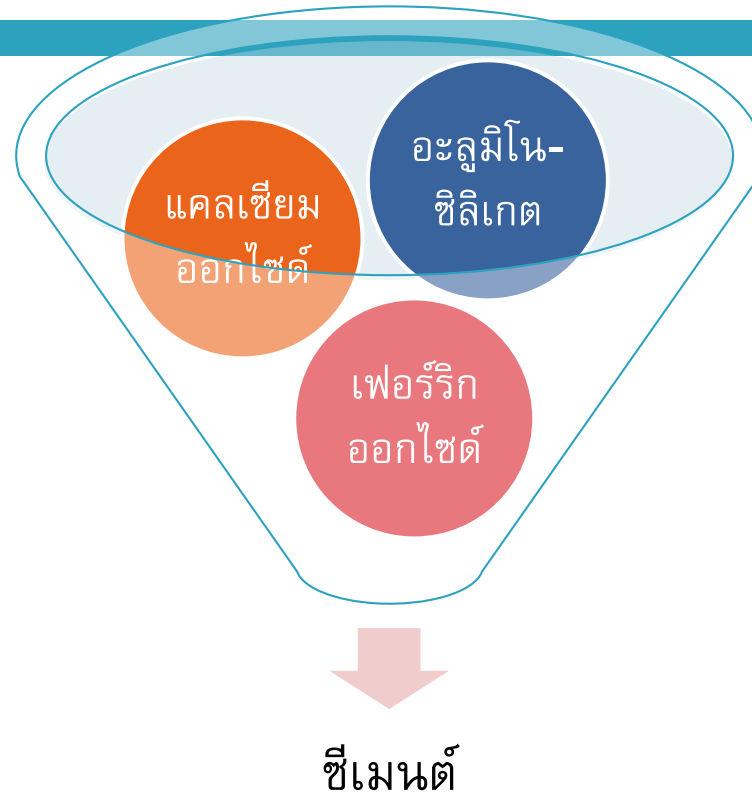 แคลเซียม
ออกไซด์
อะลูมิโน-
ซิลิเกต
เฟอร์ริก
ออกไซด์
ซีเมนต์